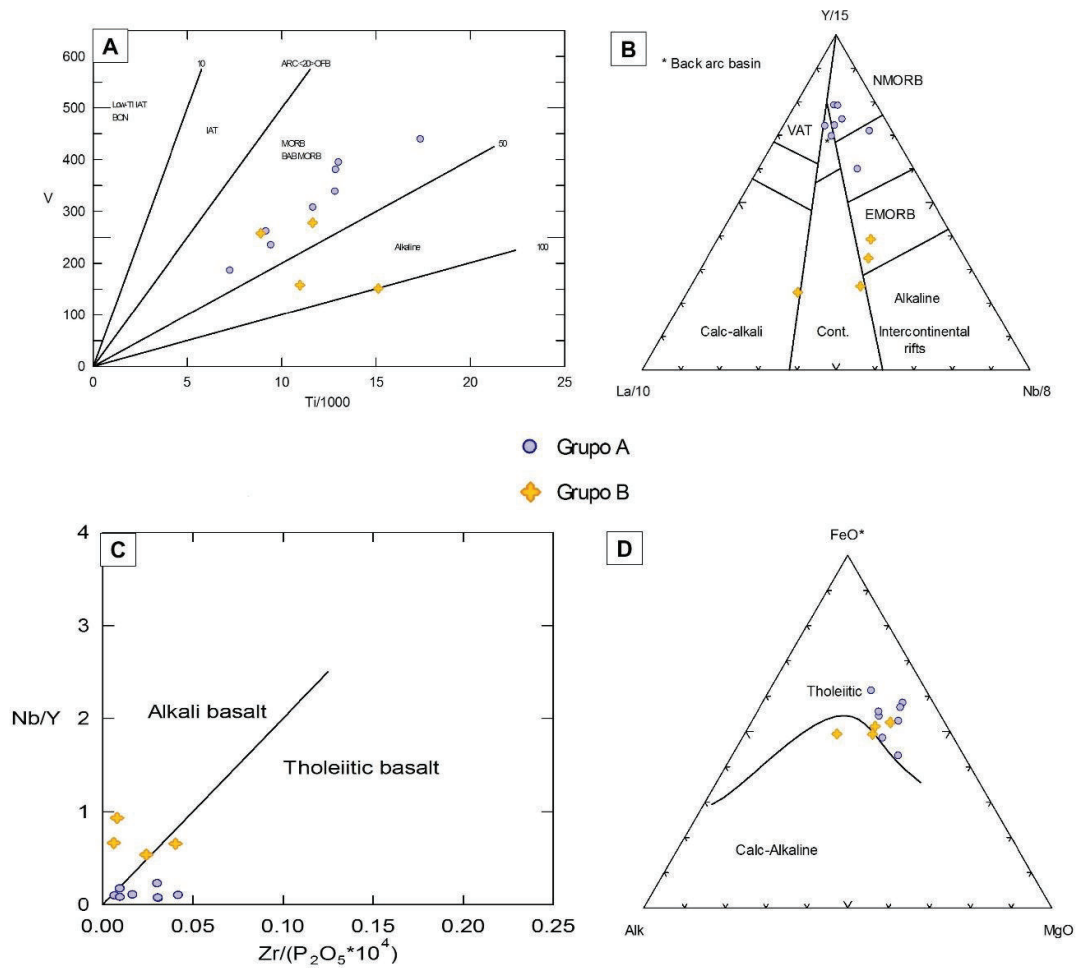 A
V
600
500
400
300
200
100
0
0
5
10
15
20
25
Ti/1000
Low-Ti IAT
BON
10
IAT
ARC<20>OFB
MORB
BAB MORB
50
Alkaline
100
B
* Back arc basin
Y/15
NMORB
VAT
*
EMORB
Alkaline
Calc-alkali
Cont.
Intercontinental
rifts
La/10
Nb/8
Grupo A
Grupo B
C
Nb/Y
4
3
2
1
0
0.00
0.05
0.10
0.15
0.20
0.25
Zr/(P₂O₅*10⁴)
Alkali basalt
Tholeiitic basalt
D
FeO*
Tholeiitic
Calc-Alkaline
Alk
MgO